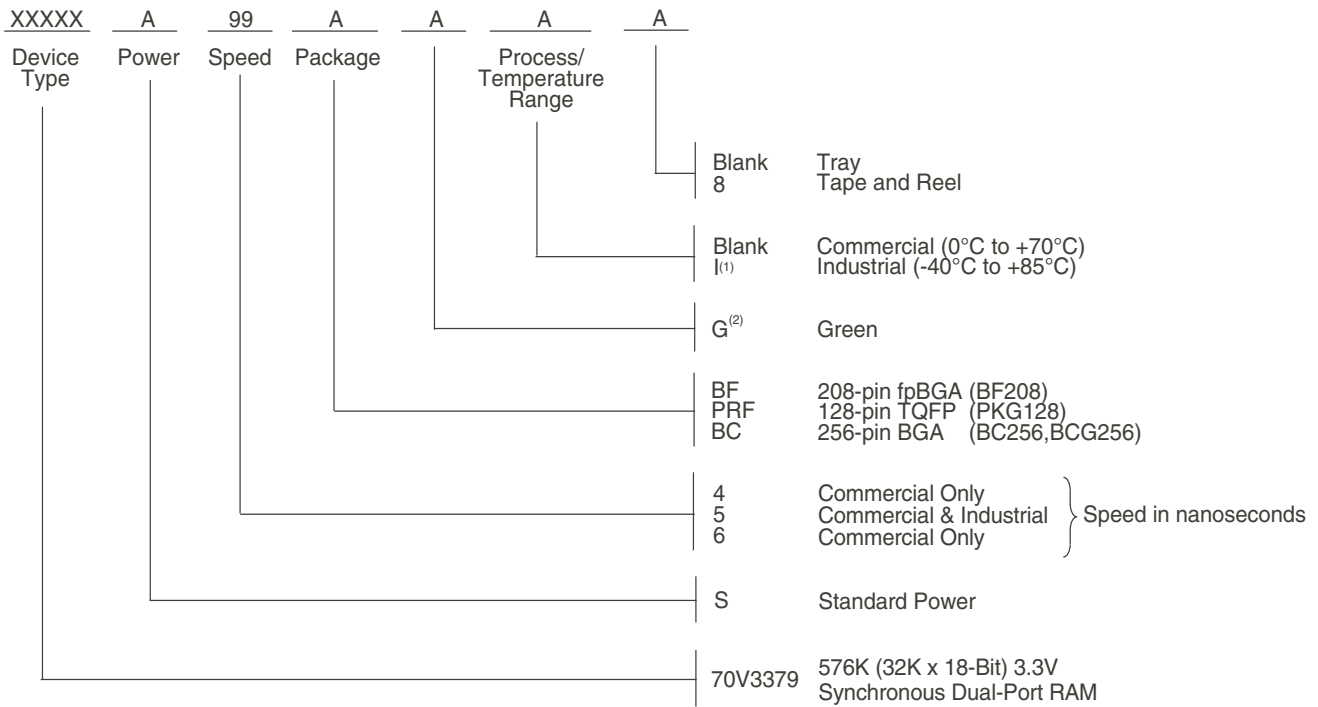 XXXXX A 99 A A A A
Device Type Power Speed Package Process/ Temperature Range
Blank Tray
8 Tape and Reel
Blank Commercial (0°C to +70°C)
I(1) Industrial (-40°C to +85°C)
G(2) Green
BF 208-pin fpBGA (BF208)
PRF 128-pin TQFP (PKG128)
BC 256-pin BGA (BC256,BCG256)
4 Commercial Only
5 Commercial & Industrial Speed in nanoseconds
6 Commercial Only
S Standard Power
70V3379 576K (32K x 18-Bit) 3.3V
Synchronous Dual-Port RAM